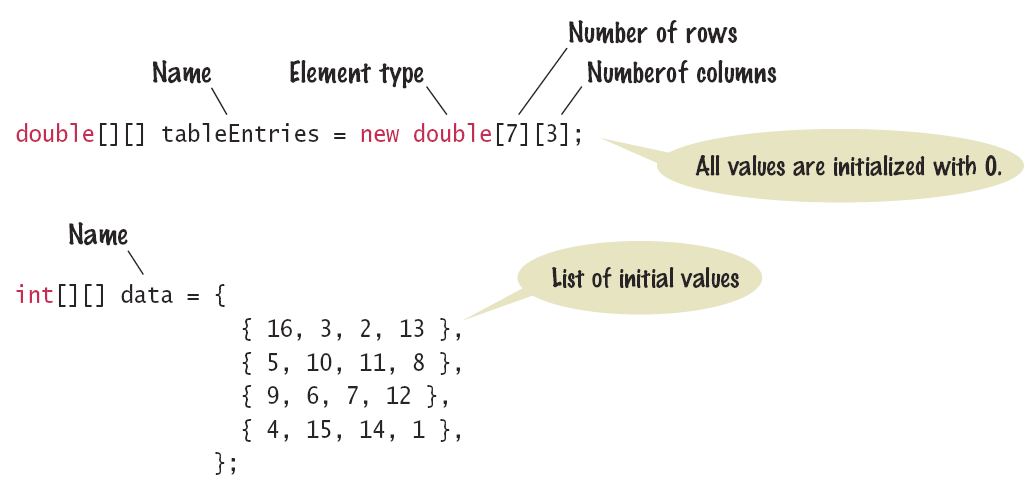 Number of rows
Name Element type Numberof columns
double[][] tableEntries = new double[7][3];
All values are initialized with 0.
Name
List of initial values
int[][] data = {
{ 16, 3, 2, 13 },
{ 5, 10, 11, 8 },
{ 9, 6, 7, 12 },
{ 4, 15, 14, 1 },
};